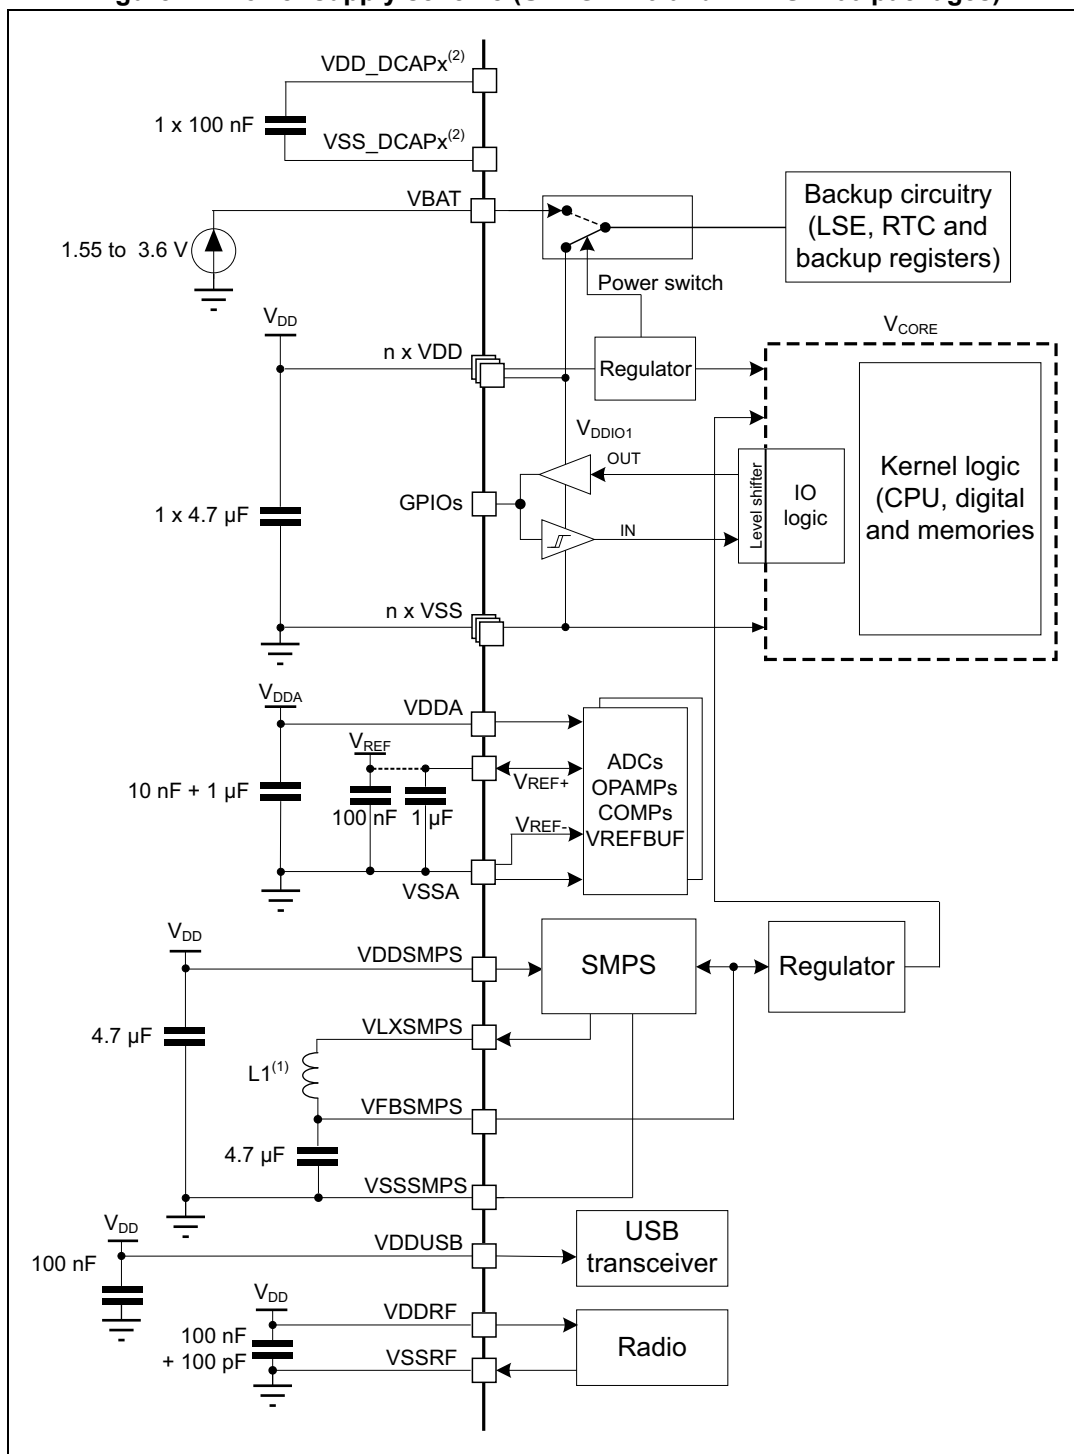 VDD_DCAPx(2)
1 x 100 nF
VSS_DCAPx(2)
VBAT
1.55 to 3.6 V
Backup circuitry
(LSE, RTC and
backup registers)
Power switch
VDD
n x VDD
Regulator
VCORE
VDDIO1
OUT
GPIOs
IN
Level shifter
IO
logic
Kernel logic
(CPU, digital
and memories
1 x 4.7 µF
n x VSS
VDDA
VDDA
VREF
10 nF + 1 µF
100 nF
1 µF
VREF+
VREF-
VSSA
ADCs
OPAMPs
COMPs
VREFBUF
VDD
VDDSMPS
SMPS
Regulator
4.7 µF
VLXSMPS
L1(1)
VFBSMPS
4.7 µF
VSSSMPS
VDD
100 nF
VDDUSB
USB
transceiver
VDD
VDDRF
100 nF
+ 100 pF
VSSRF
Radio